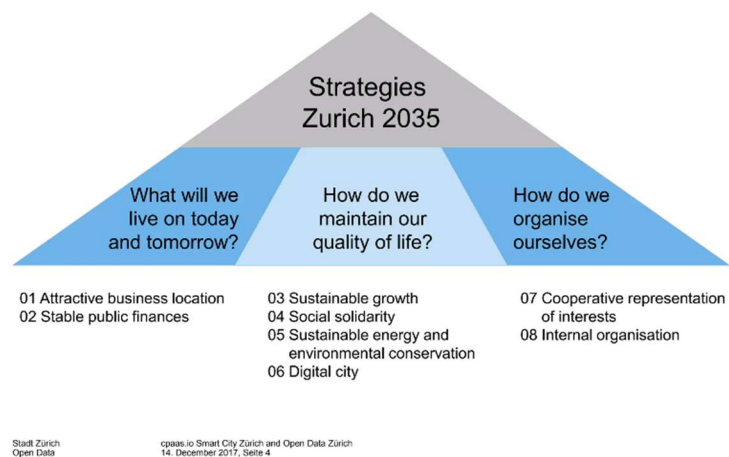 Strategies
Zurich 2035
What will we
live on today
and tomorrow?
How do we
maintain our
quality of life?
How do we
organise
ourselves?
01 Attractive business location
02 Stable public finances
03 Sustainable growth
04 Social solidarity
05 Sustainable energy and
environmental conservation
06 Digital city
07 Cooperative representation
of interests
08 Internal organisation
Stadt Zürich
Open Data
cpaas.io Smart City Zürich and Open Data Zürich
14. December 2017, Seite 4